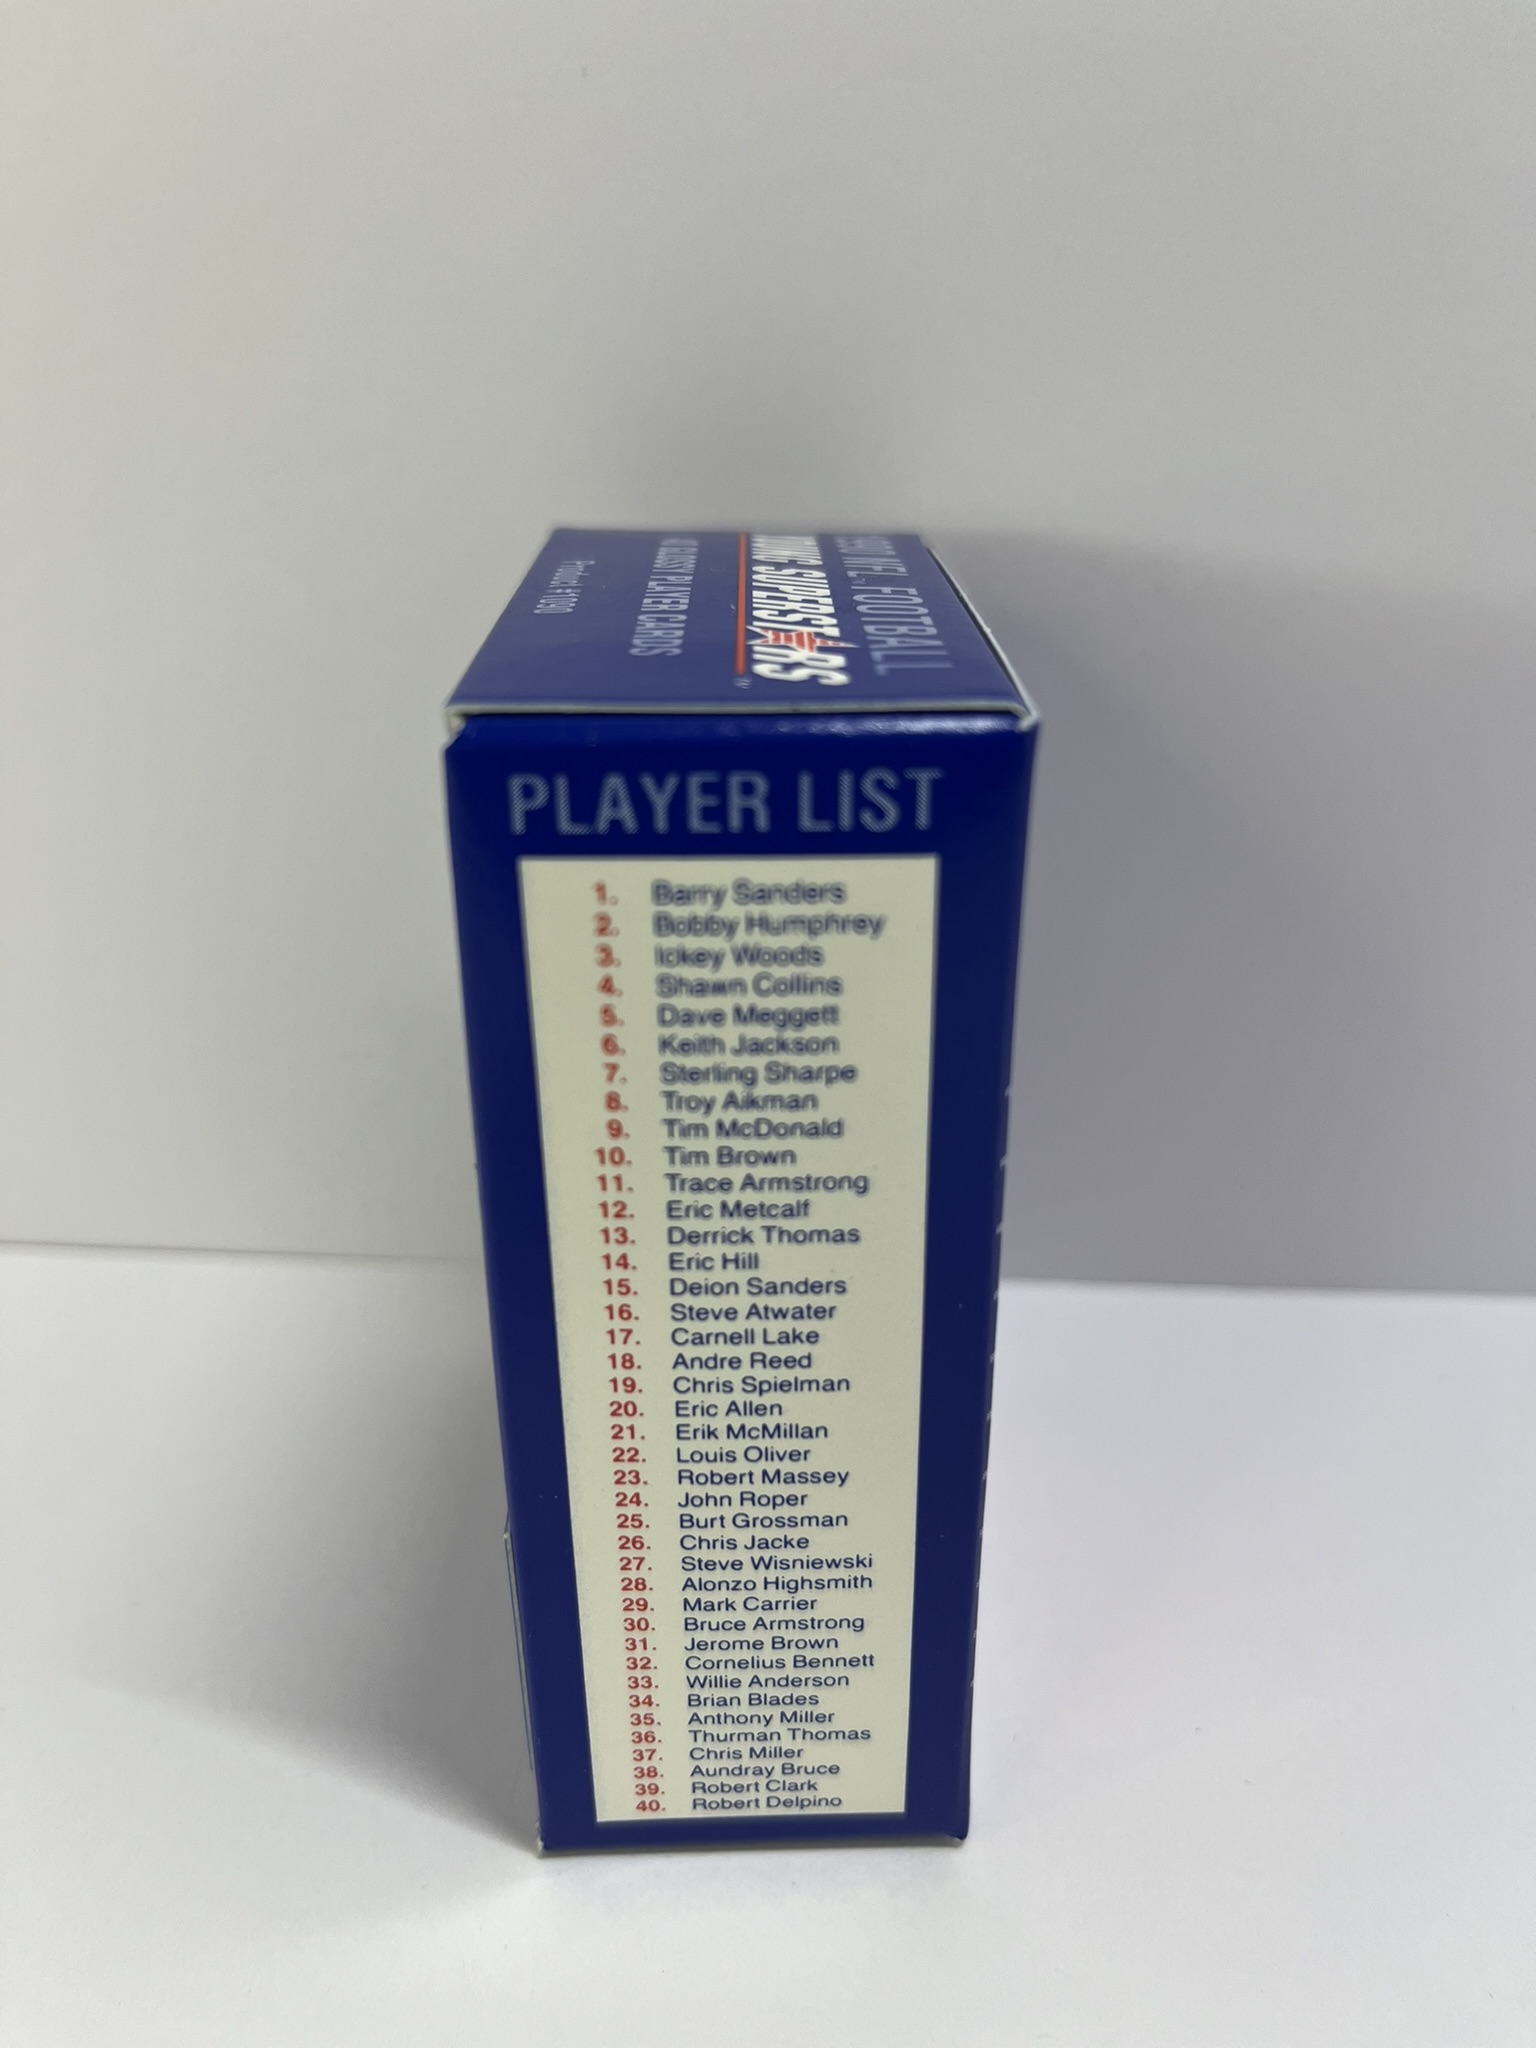 1990 NFL FOOTBALL
SUPERSTARS
TM
40 GLOSSY PLAYER CARDS
Product #1090
PLAYER LIST
1. Barry Sanders
2. Bobby Humphrey
3. Ickey Woods
4. Shawn Collins
5. Dave Meggett
6. Keith Jackson
7. Sterling Sharpe
8. Troy Aikman
9. Tim McDonald
10. Tim Brown
11. Trace Armstrong
12. Eric Metcalf
13. Derrick Thomas
14. Eric Hill
15. Deion Sanders
16. Steve Atwater
17. Carnell Lake
18. Andre Reed
19. Chris Spielman
20. Eric Allen
21. Erik McMillan
22. Louis Oliver
23. Robert Massey
24. John Roper
25. Burt Grossman
26. Chris Jacke
27. Steve Wisniewski
28. Alonzo Highsmith
29. Mark Carrier
30. Bruce Armstrong
31. Jerome Brown
32. Cornelius Bennett
33. Willie Anderson
34. Brian Blades
35. Anthony Miller
36. Thurman Thomas
37. Chris Miller
38. Aundray Bruce
39. Robert Clark
40. Robert Delpino